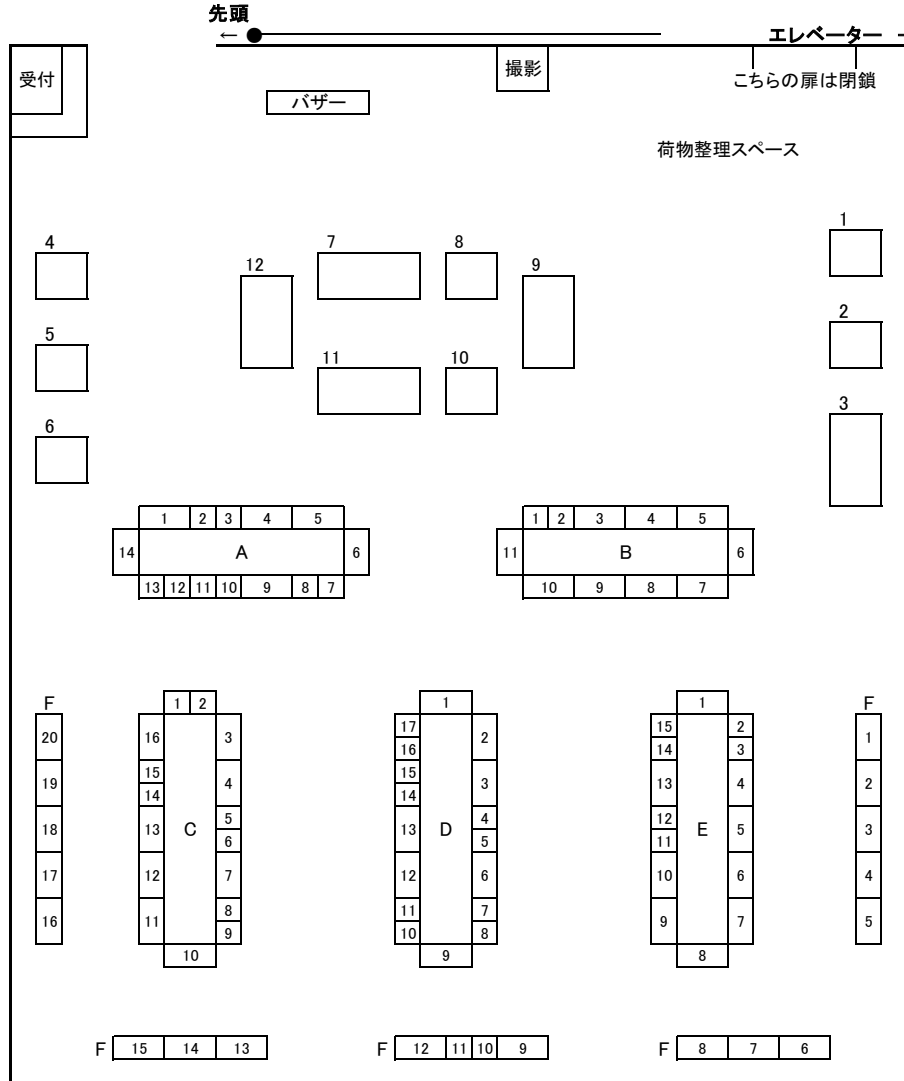 先頭
← ● エレベーター
受付
撮影
こちらの扉は閉鎖
バザー
荷物整理スペース
1
4 7 8
12 9
2
5
11 10
3
6
1 2 3 4 5
1 2 3 4 5
14 A 6
11 B 6
13 12 11 10 9 8 7
10 9 8 7
F 1 2 1 1 F
20 16 3 17 2 15 2 1
16 14 3
19 15 4 15 3 13 4 2
14 14
18 13 C 5 13 D 4 12 E 5 3
6 5 11
17 12 7 12 6 10 6 4
16 11 8 11 7 9 7 5
9 10 8
10 9 8
F 15 14 13
F 12 11 10 9
F 8 7 6